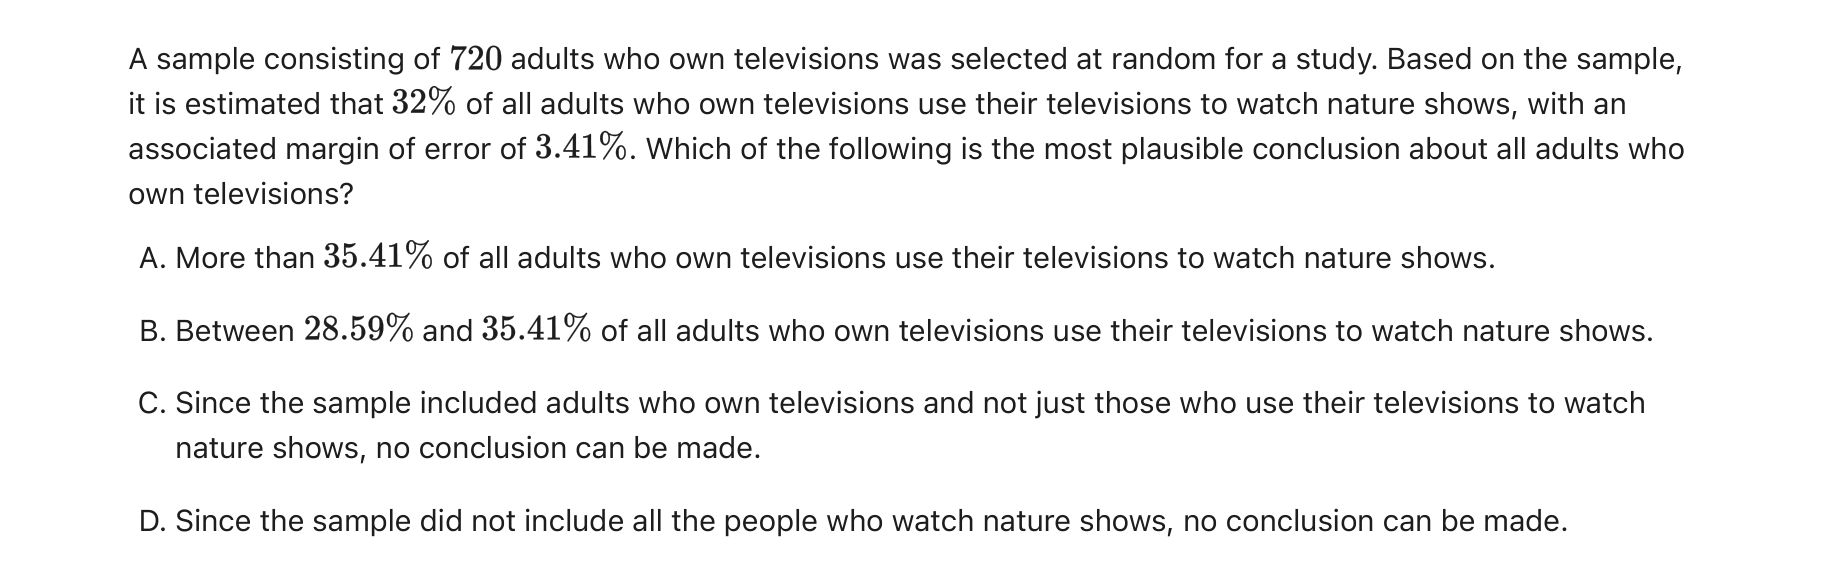 A sample consisting of 720 adults who own televisions was selected at random for a study. Based on the sample,
it is estimated that 32% of all adults who own televisions use their televisions to watch nature shows, with an
associated margin of error of 3.41%. Which of the following is the most plausible conclusion about all adults who
own televisions?
A. More than 35.41% of all adults who own televisions use their televisions to watch nature shows.
B. Between 28.59% and 35.41% of all adults who own televisions use their televisions to watch nature shows.
C. Since the sample included adults who own televisions and not just those who use their televisions to watch
nature shows, no conclusion can be made.
D. Since the sample did not include all the people who watch nature shows, no conclusion can be made.